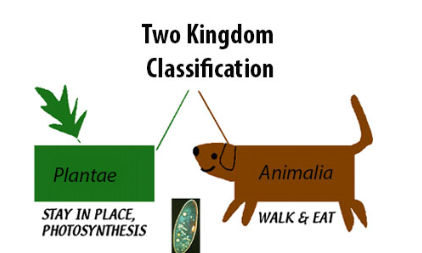 Two Kingdom
Classification
Plantae
Animalia
STAY IN PLACE,
PHOTOSYNTHESIS
WALK & EAT